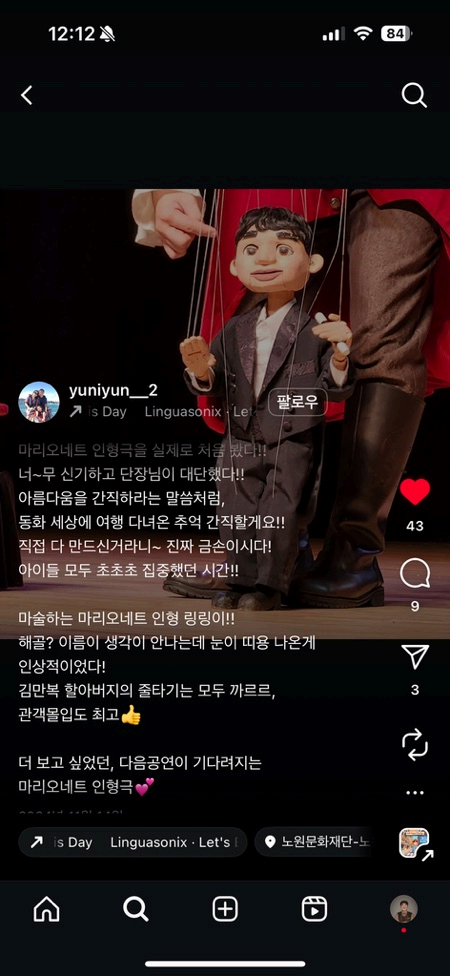 12:12
84
yuniyun__2
is Day Linguasonix · Let
팔로우
마리오네트 인형극을 실제로 처음 봤다!!
너~무 신기하고 단장님이 대단했다!!
아름다움을 간직하라는 말씀처럼,
동화 세상에 여행 다녀온 추억 간직할게요!!
직접 다 만드신거라니~ 진짜 금손이시다!
아이들 모두 초초초 집중했던 시간!!
43
9
마술하는 마리오네트 인형 링링이!!
해골? 이름이 생각이 안나는데 눈이 띠용 나온게
인상적이었다!
3
김만복 할아버지의 줄타기는 모두 까르르,
관객몰입도 최고👍
더 보고 싶었던, 다음공연이 기다려지는
마리오네트 인형극💕
is Day Linguasonix · Let's
노원문화재단-노